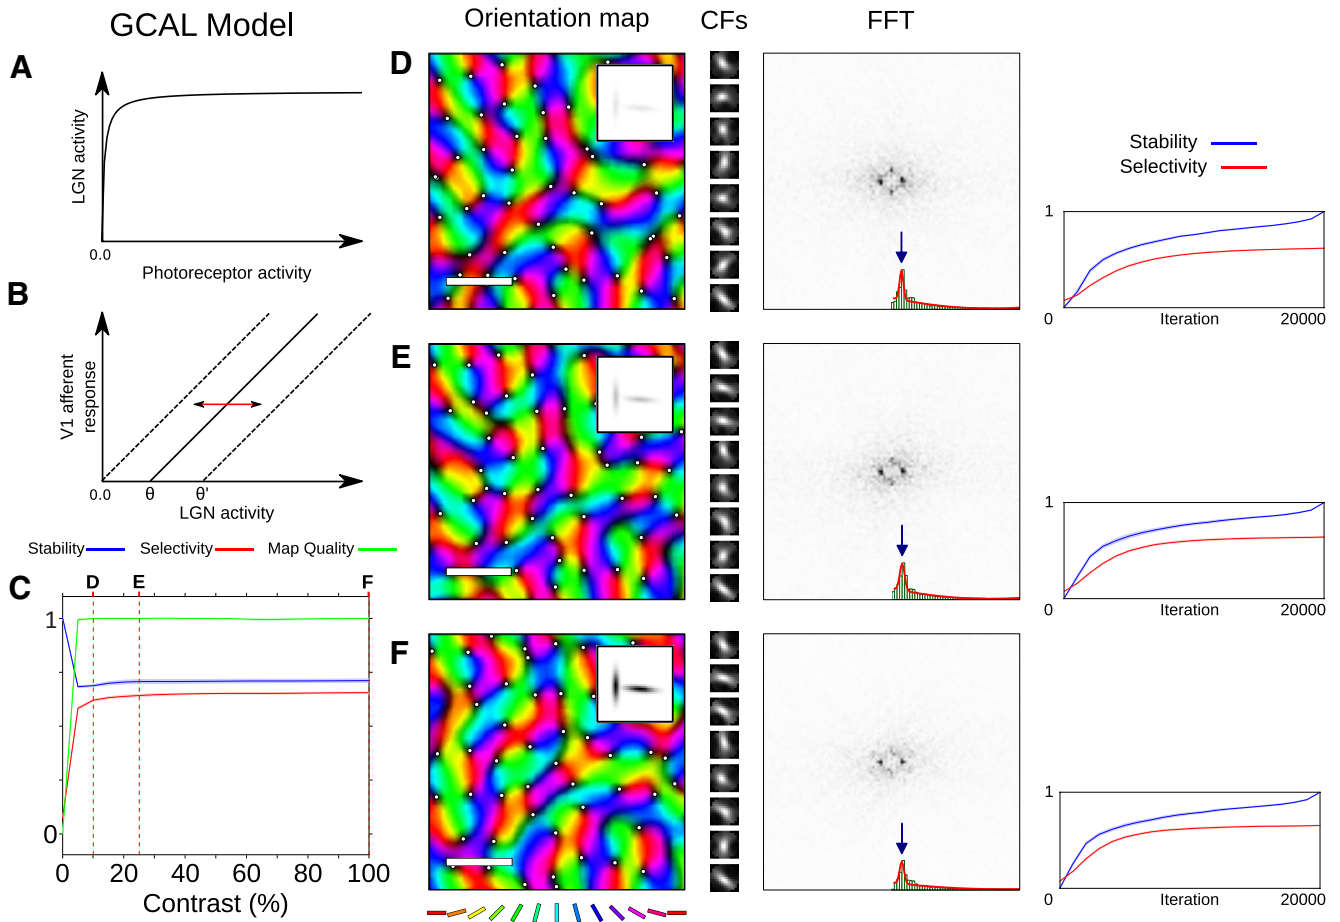 GCAL Model
Orientation map
CFs
FFT
A
LGN activity
0.0
Photoreceptor activity
B
V1 afferent
response
0.0
θ
θ'
LGN activity
Stability
Selectivity
Map Quality
C
D
E
F
1
0
0
20
40
60
80
100
Contrast (%)
D
Stability
Selectivity
1
0
Iteration
20000
E
1
0
Iteration
20000
F
1
0
Iteration
20000